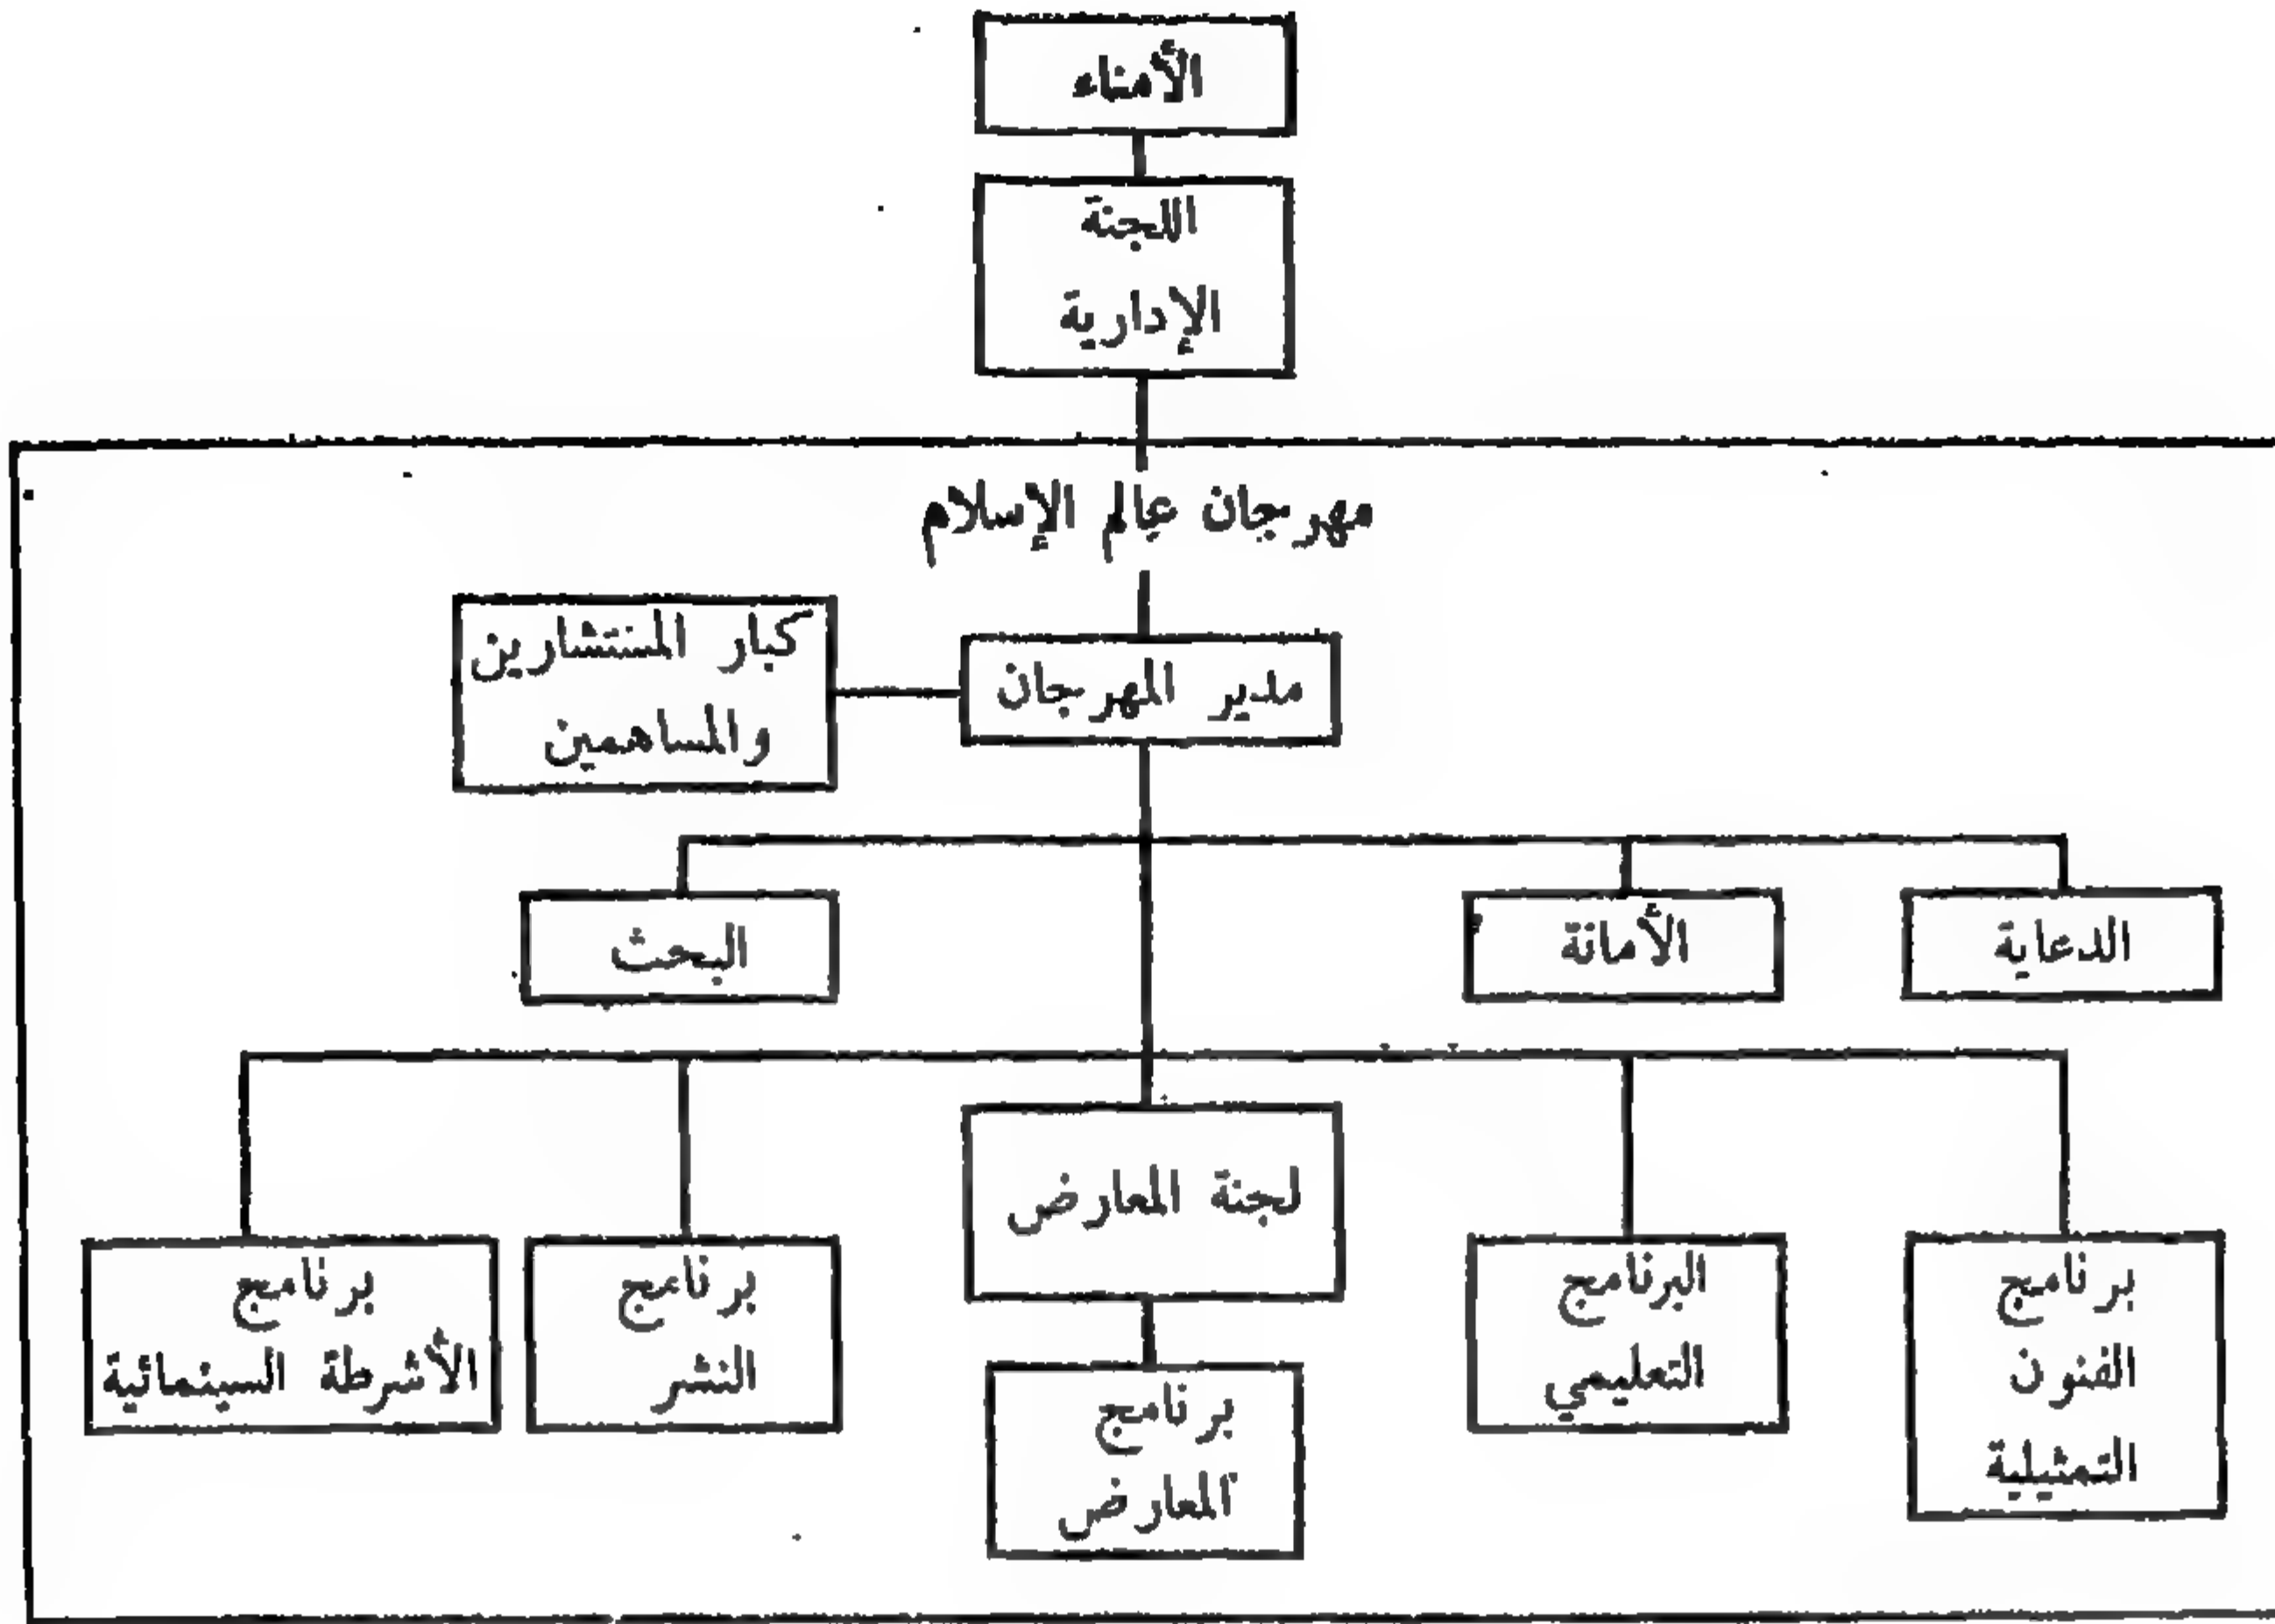 الأمناء
اللجنة
الإدارية
مهرجان عالم الإسلام
مدير المهرجان
كبار المستشارين
والمساهمين
الدعاية
الأمانة
البحث
لجنة المعارض
برنامج
الفنون
التمثيلية
البرنامج
التعليمي
برنامج
المعارض
برنامج
النشر
برنامج
الأشرطة السينمائية